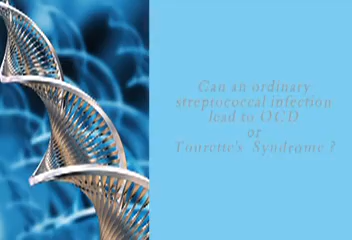 Can an ordinary
streptococcal infection
lead to OCD
or
Tourette's Syndrome ?